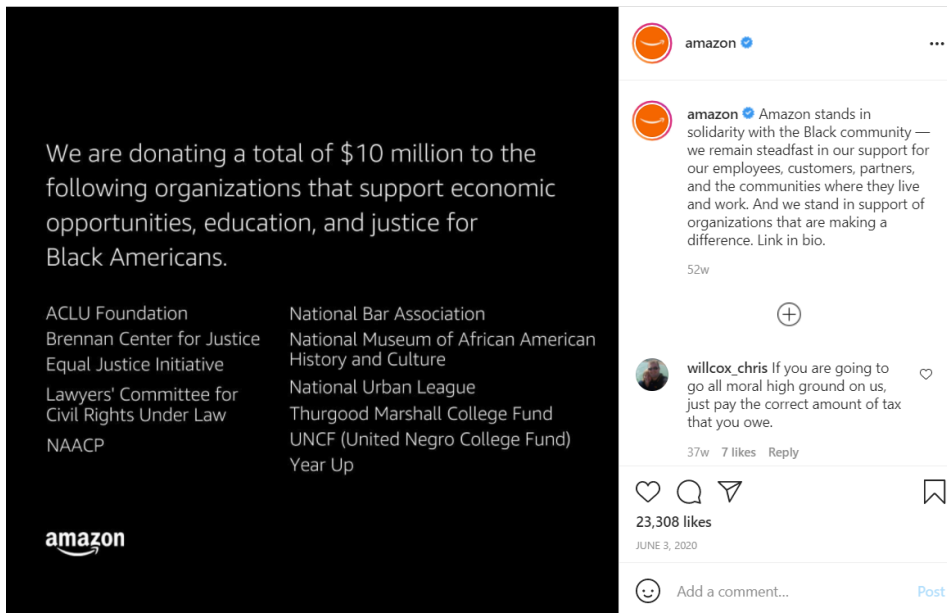 We are donating a total of $10 million to the
following organizations that support economic
opportunities, education, and justice for
Black Americans.
ACLU Foundation
Brennan Center for Justice
Equal Justice Initiative
Lawyers' Committee for
Civil Rights Under Law
NAACP
National Bar Association
National Museum of African American
History and Culture
National Urban League
Thurgood Marshall College Fund
UNCF (United Negro College Fund)
Year Up
amazon
amazon
amazon Amazon stands in
solidarity with the Black community —
we remain steadfast in our support for
our employees, customers, partners,
and the communities where they live
and work. And we stand in support of
organizations that are making a
difference. Link in bio.
52w
willcox_chris If you are going to
go all moral high ground on us,
just pay the correct amount of tax
that you owe.
37w 7 likes Reply
23,308 likes
JUNE 3, 2020
Add a comment... Post